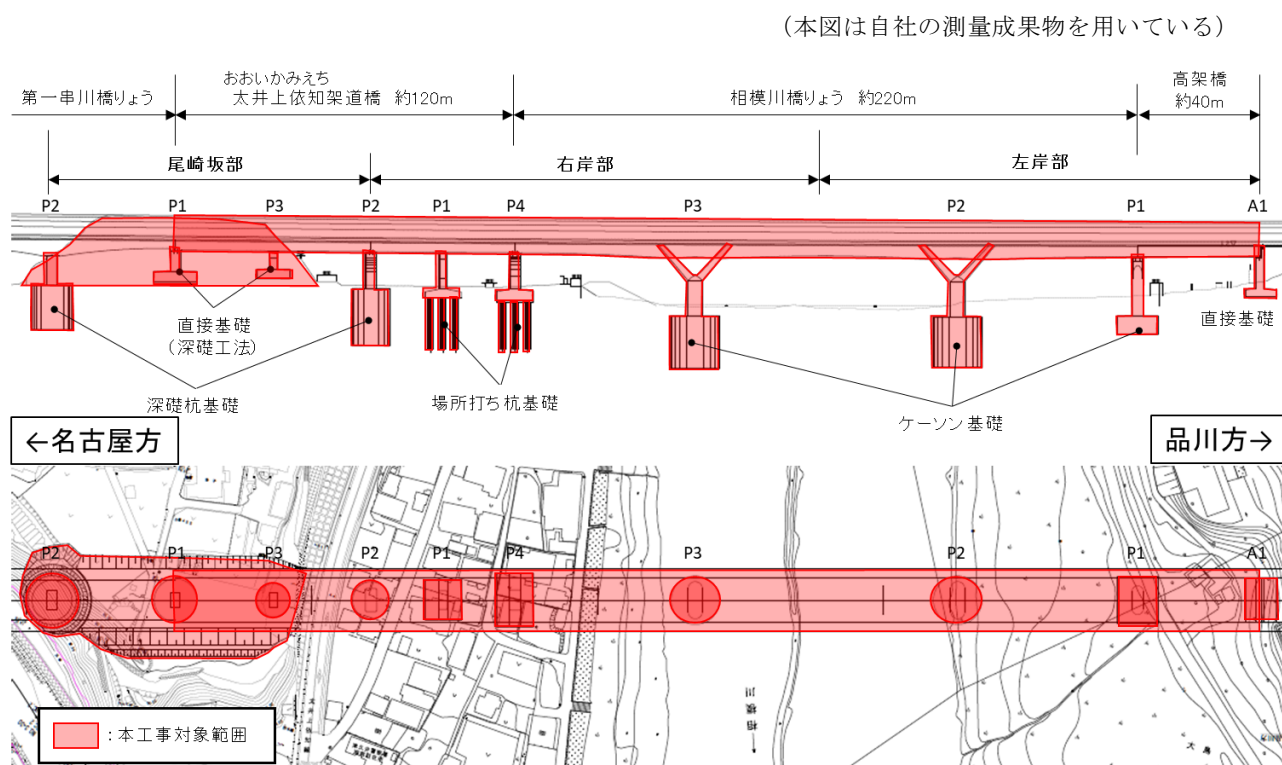 （本図は自社の測量成果物を用いている）
第一串川橋りょう
おおいかみえち
太井上依知架道橋 約120m
相模川橋りょう 約220m
高架橋
約40m
尾崎坂部
右岸部
左岸部
P2 P1 P3 P2 P1 P4 P3 P2 P1 A1
直接基礎
（深礎工法）
直接基礎
深礎杭基礎
場所打ち杭基礎
ケーソン基礎
←名古屋方
品川方→
P2 P1 P3 P2 P1 P4 P3 P2 P1 A1
相模川
：本工事対象範囲